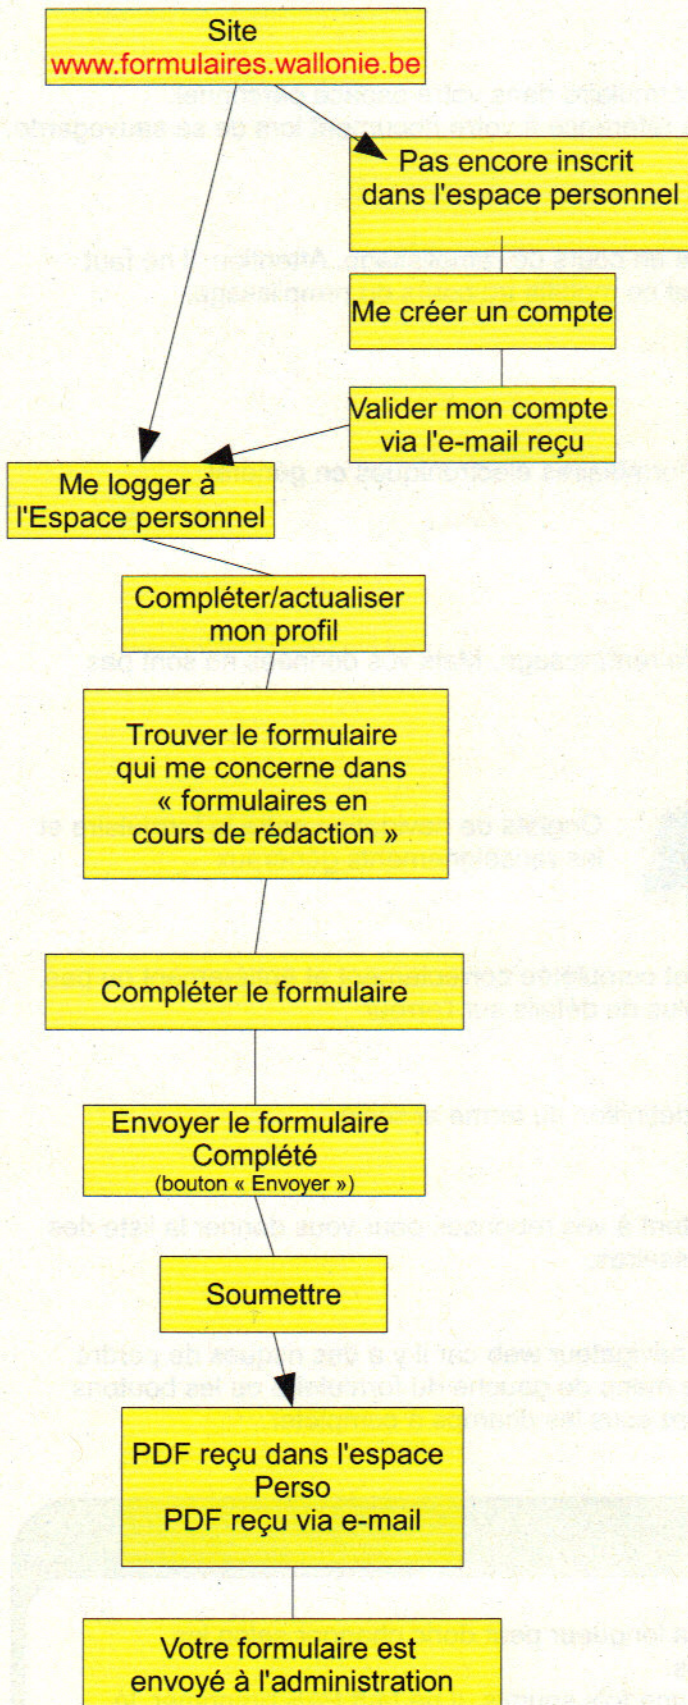 Site
www.formulaires.wallonie.be
Pas encore inscrit
dans l'espace personnel
Me créer un compte
Valider mon compte
via l'e-mail reçu
Me logger à
l'Espace personnel
Compléter/actualiser
mon profil
Trouver le formulaire
qui me concerne dans
« formulaires en
cours de rédaction »
Compléter le formulaire
Envoyer le formulaire
Complété
(bouton « Envoyer »)
Soumettre
PDF reçu dans l'espace
Perso
PDF reçu via e-mail
Votre formulaire est
envoyé à l'administration